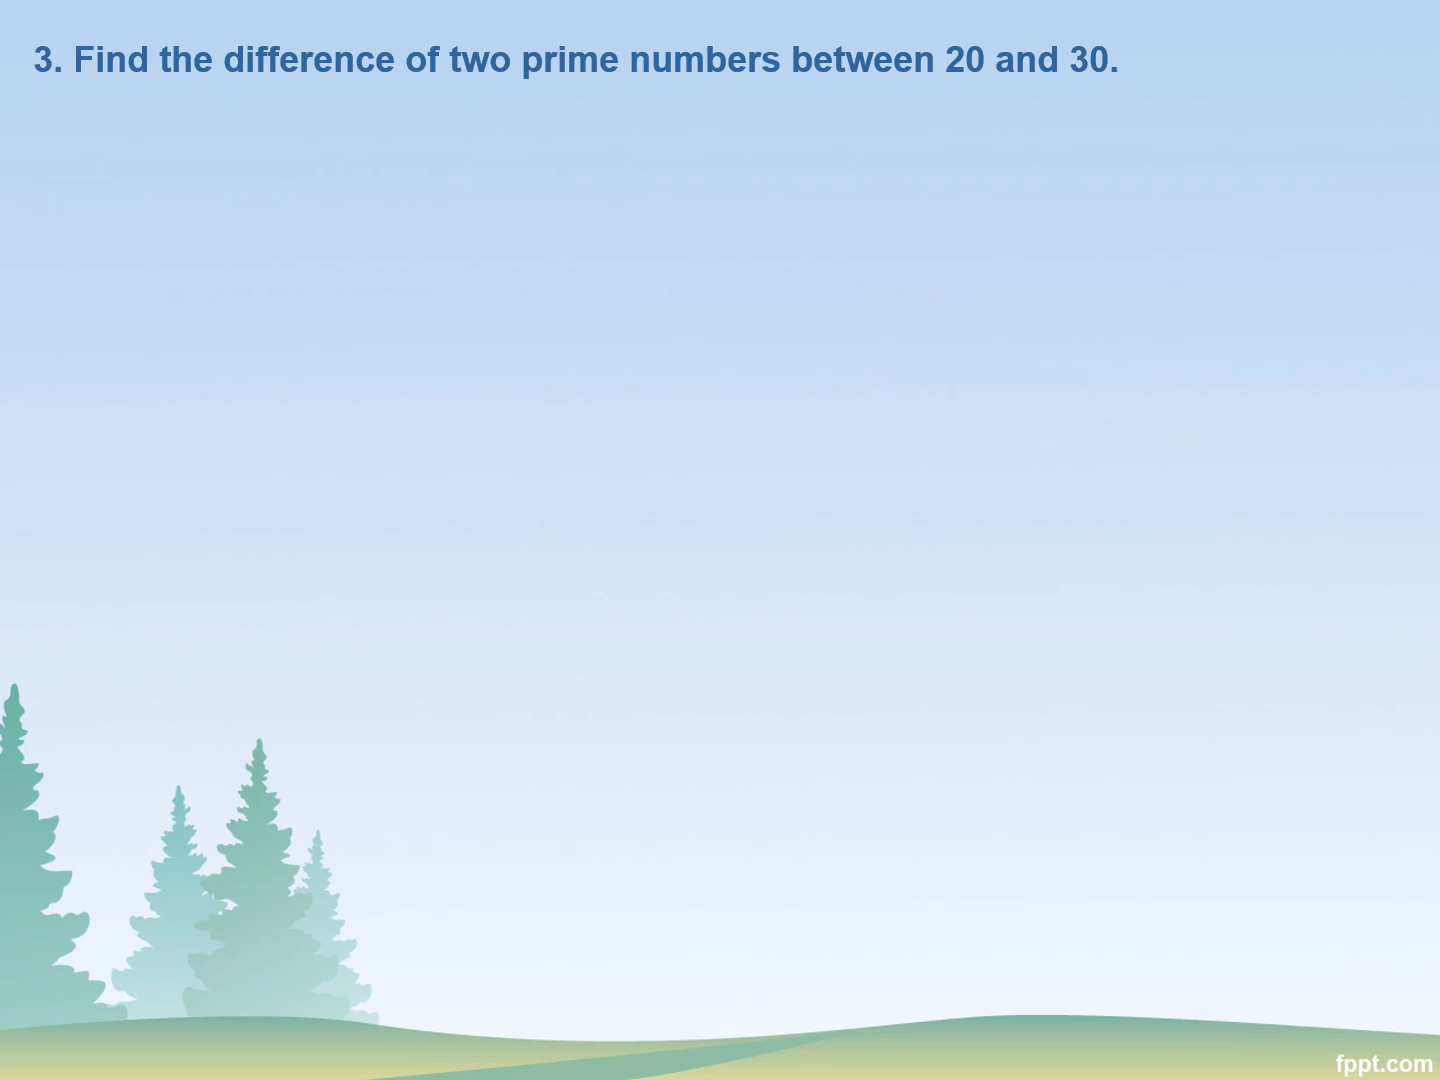 3. Find the difference of two prime numbers between 20 and 30.
fppt.com